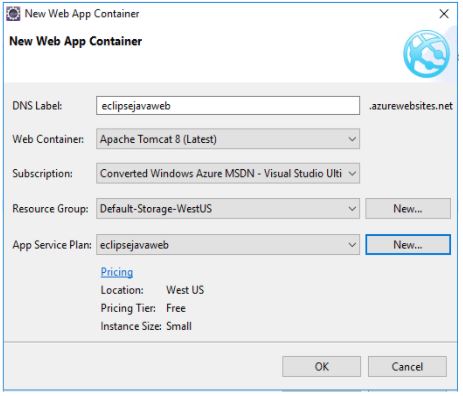 New Web App Container
New Web App Container
DNS Label: eclipsejavaweb .azurewebsites.net
Web Container: Apache Tomcat 8 (Latest)
Subscription: Converted Windows Azure MSDN - Visual Studio Ulti
Resource Group: Default-Storage-WestUS New...
App Service Plan: eclipsejavaweb New...
Pricing
Location: West US
Pricing Tier: Free
Instance Size: Small
OK Cancel